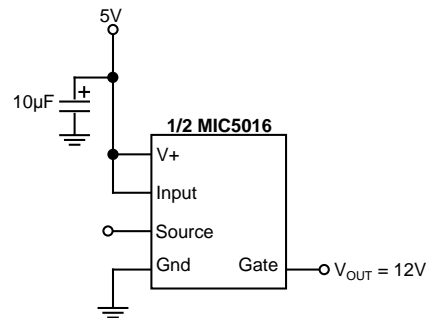 5V
+
10µF
1/2 MIC5016
V+
Input
Source
Gnd
Gate
VOUT = 12V